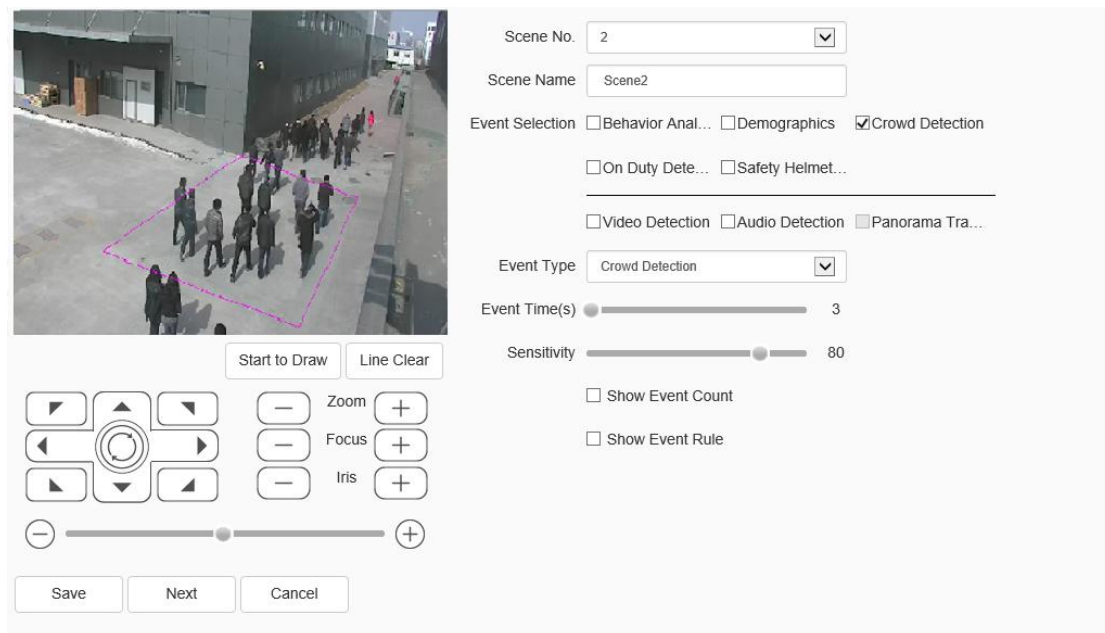 Scene No. 2
Scene Name Scene2
Event Selection Behavior Anal... Demographics Crowd Detection
On Duty Dete... Safety Helmet...
Video Detection Audio Detection Panorama Tra...
Event Type Crowd Detection
Event Time(s) 3
Sensitivity 80
Show Event Count
Show Event Rule
Start to Draw Line Clear
Zoom
Focus
Iris
Save Next Cancel